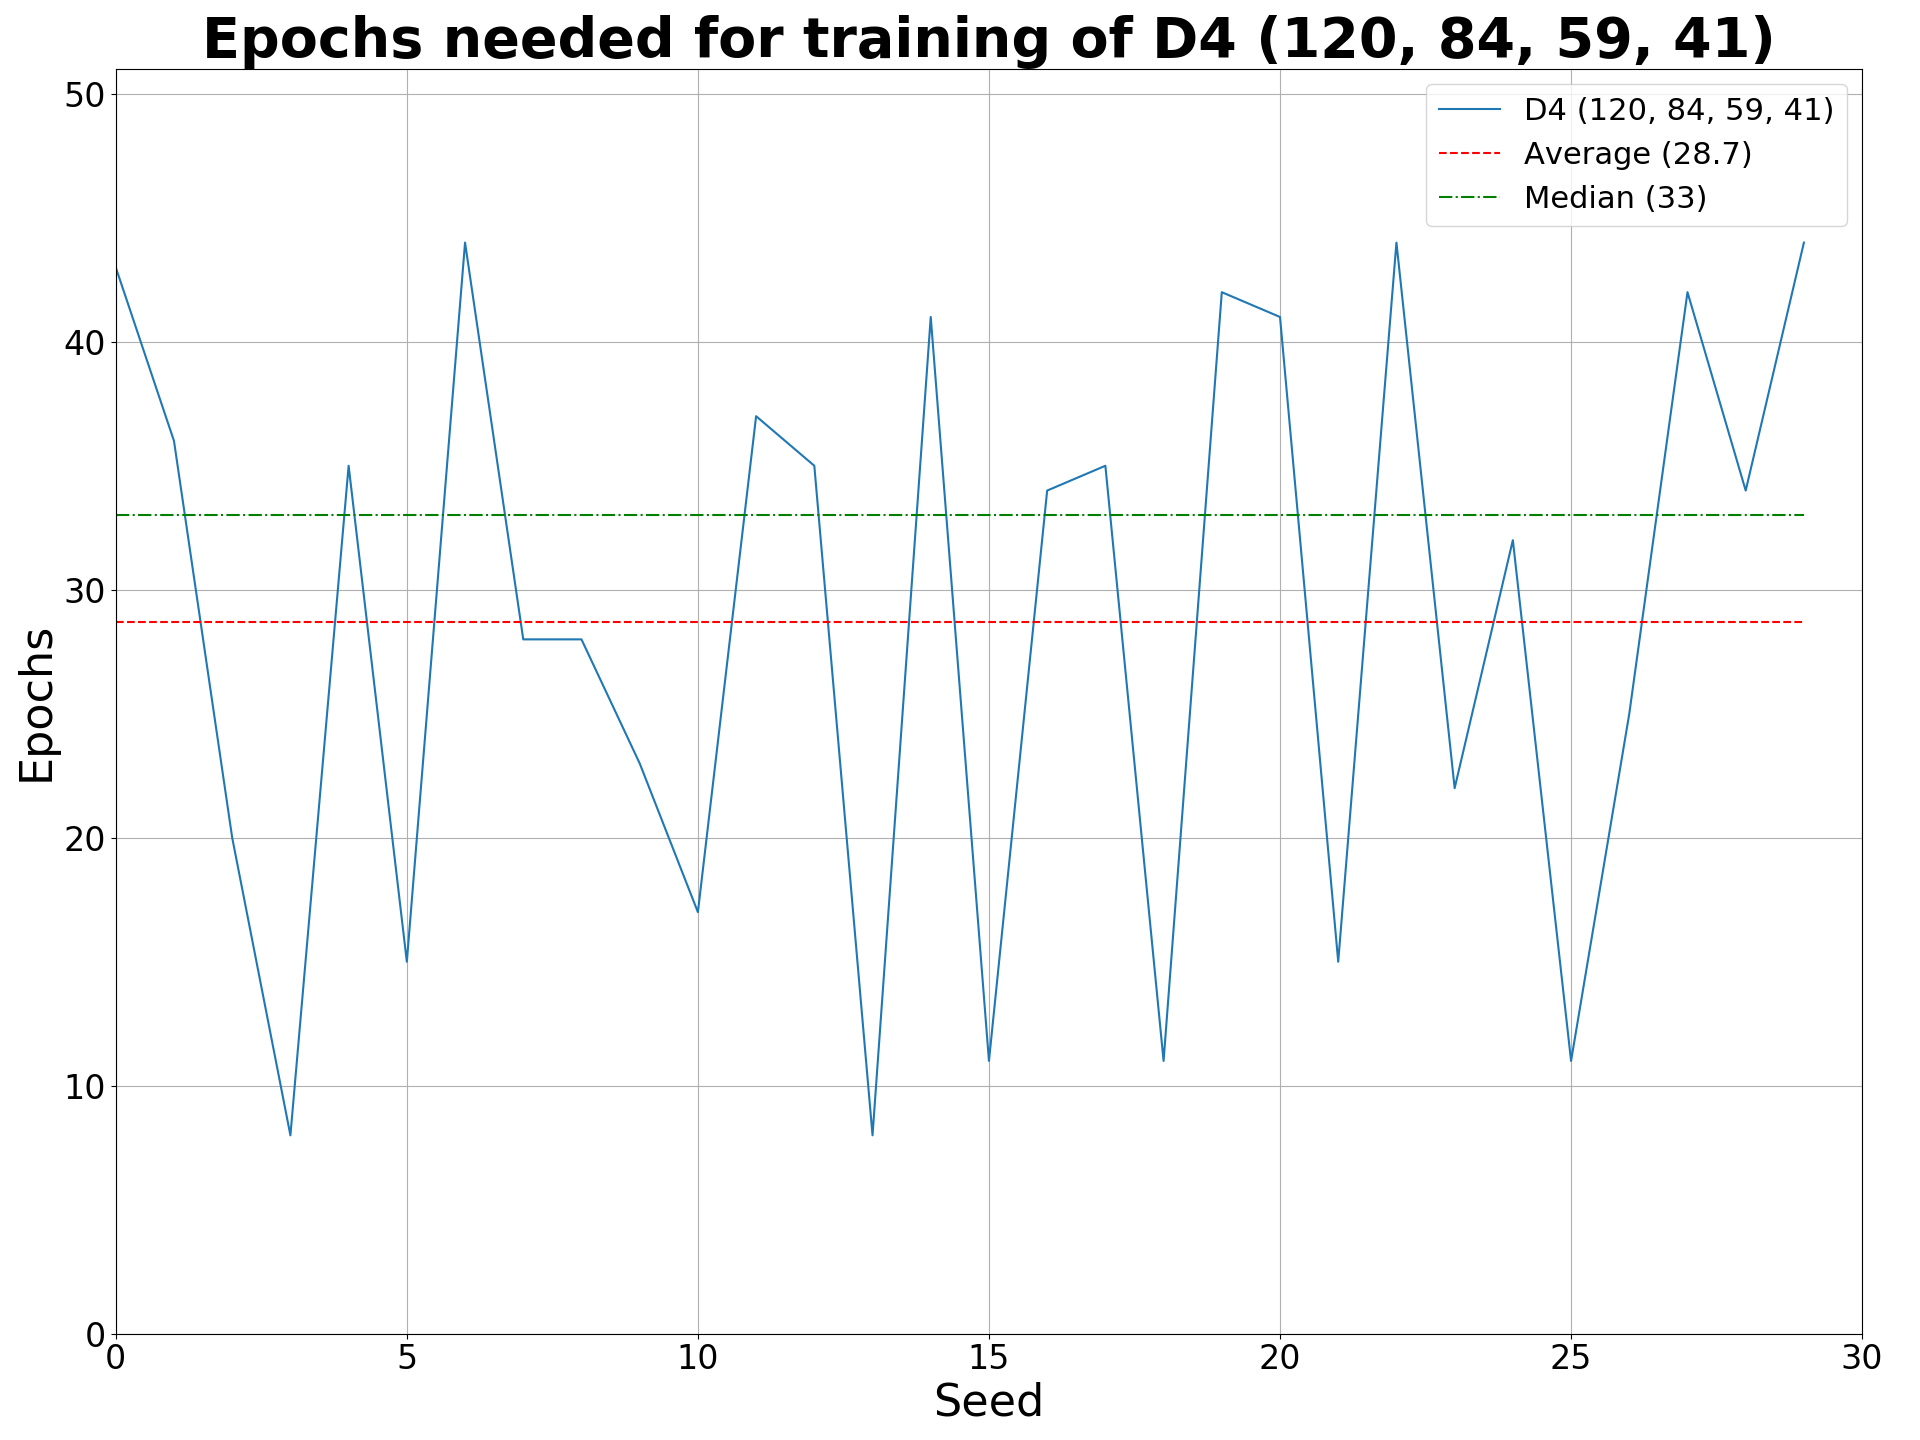 Epochs needed for training of D4 (120, 84, 59, 41)
D4 (120, 84, 59, 41)
Average (28.7)
Median (33)
Epochs
50
40
30
20
10
0
0 5 10 15 20 25 30
Seed